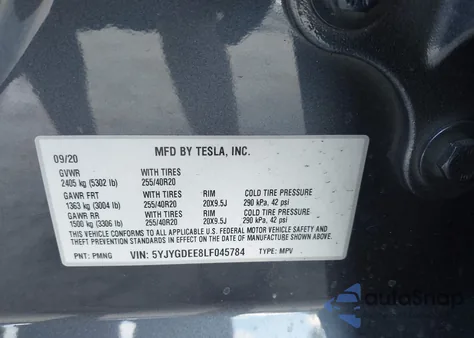 MFD BY TESLA, INC.
09/20
GVWR WITH TIRES
2405 kg (5302 lb) 255/40R20
GAWR FRT WITH TIRES RIM COLD TIRE PRESSURE
1363 kg (3004 lb) 255/40R20 20X9.5J 290 kPa, 42 psi
GAWR RR WITH TIRES RIM COLD TIRE PRESSURE
1500 kg (3306 lb) 255/40R20 20X9.5J 290 kPa, 42 psi
THIS VEHICLE CONFORMS TO ALL APPLICABLE U.S. FEDERAL MOTOR VEHICLE SAFETY
AND THEFT PREVENTION STANDARDS IN EFFECT ON THE DATE OF MANUFACTURE SHOWN
ABOVE.
PNT: PMNG VIN: 5YJYGDEE8LF045784 TYPE: MPV
AulaSnap